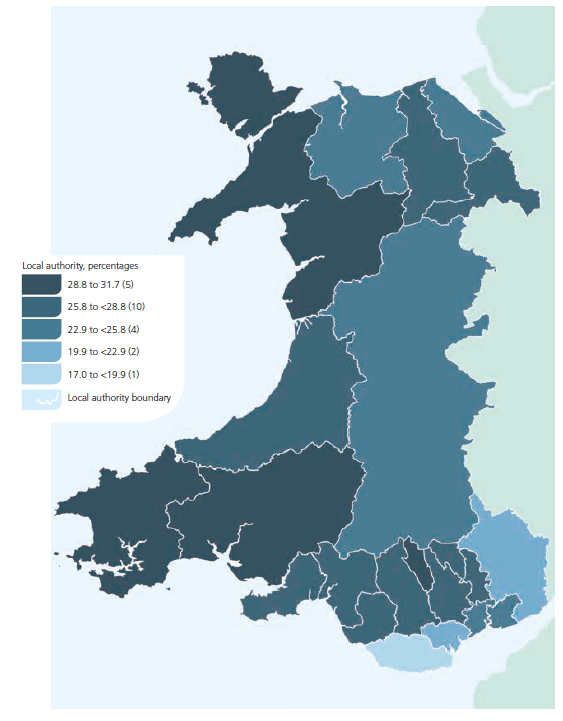 Local authority, percentages
28.8 to 31.7 (5)
25.8 to <28.8 (10)
22.9 to <25.8 (4)
19.9 to <22.9 (2)
17.0 to <19.9 (1)
Local authority boundary